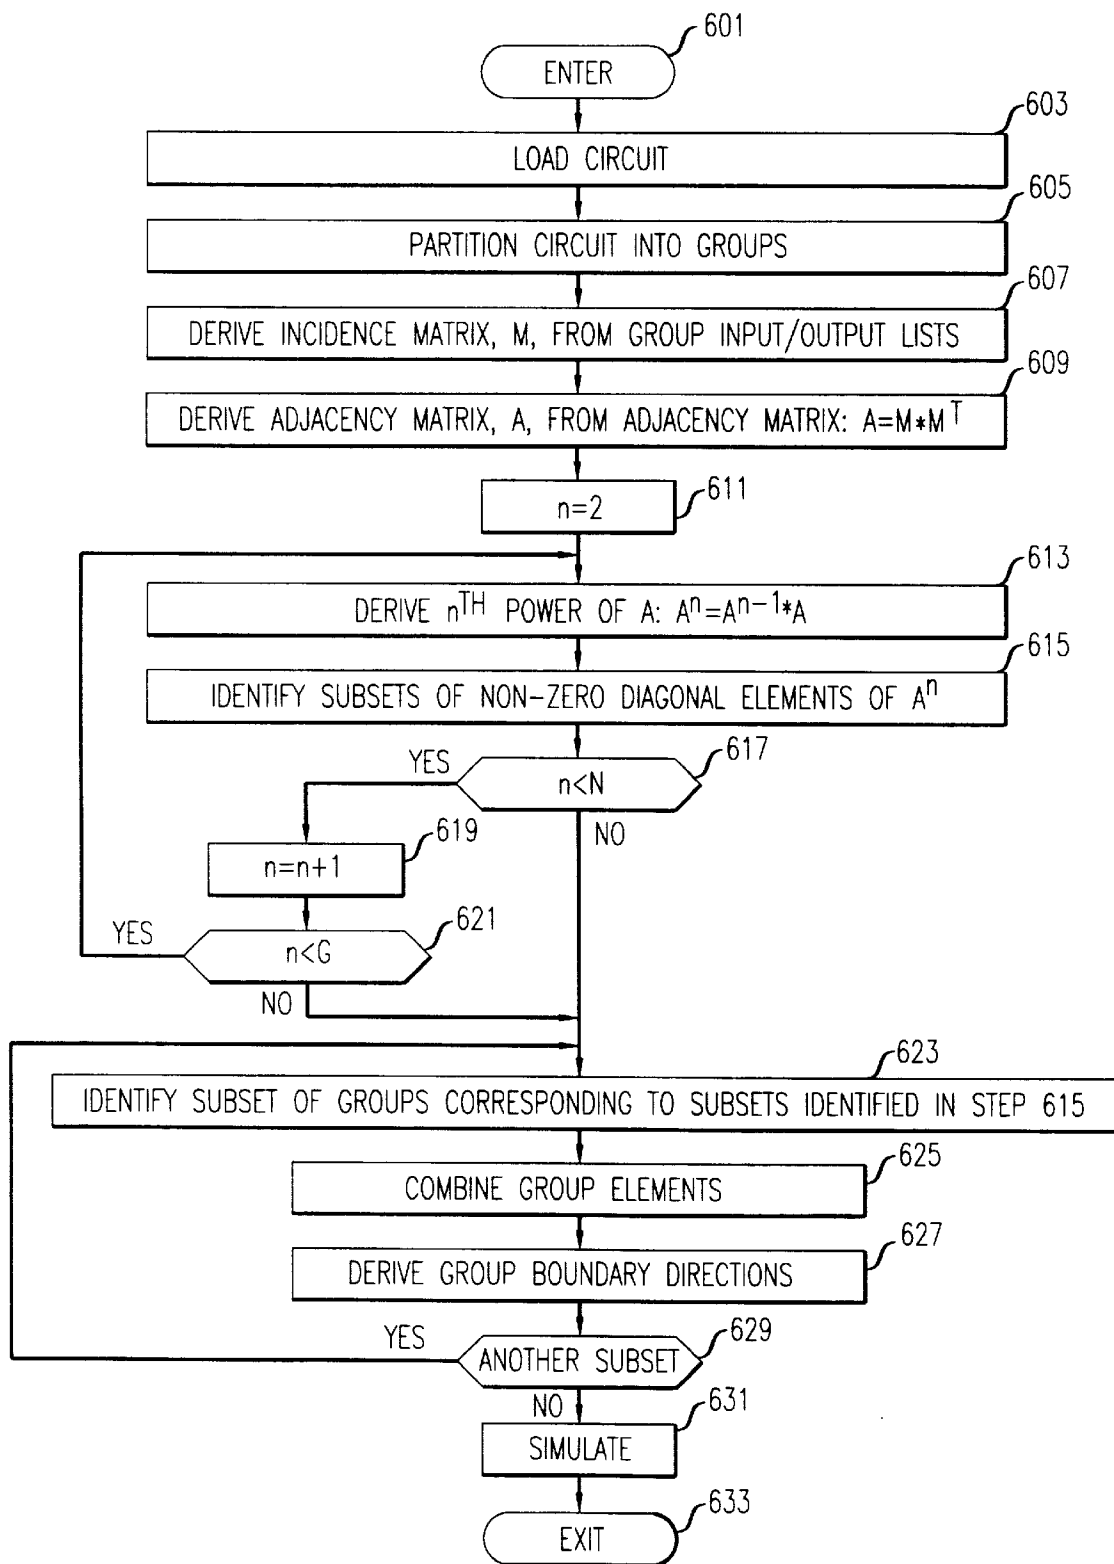 601
ENTER
603
LOAD CIRCUIT
605
PARTITION CIRCUIT INTO GROUPS
607
DERIVE INCIDENCE MATRIX, M, FROM GROUP INPUT/OUTPUT LISTS
609
DERIVE ADJACENCY MATRIX, A, FROM ADJACENCY MATRIX: A=M*M^T
611
n=2
613
DERIVE n^TH POWER OF A: A^n=A^n-1*A
615
IDENTIFY SUBSETS OF NON-ZERO DIAGONAL ELEMENTS OF A^n
617
YES
n<N
NO
619
n=n+1
621
YES
n<G
NO
623
IDENTIFY SUBSET OF GROUPS CORRESPONDING TO SUBSETS IDENTIFIED IN STEP 615
625
COMBINE GROUP ELEMENTS
627
DERIVE GROUP BOUNDARY DIRECTIONS
629
YES
ANOTHER SUBSET
NO
631
SIMULATE
633
EXIT